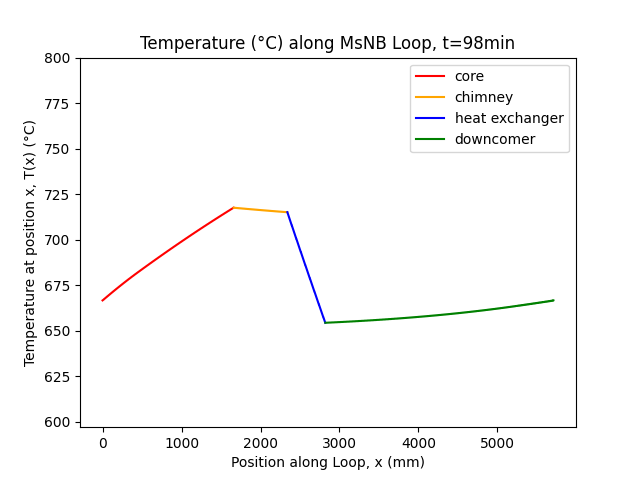 Temperature (°C) along MsNB Loop, t=98min
core
chimney
heat exchanger
downcomer
Temperature at position x, T(x) (°C)
800
775
750
725
700
675
650
625
600
0 1000 2000 3000 4000 5000
Position along Loop, x (mm)